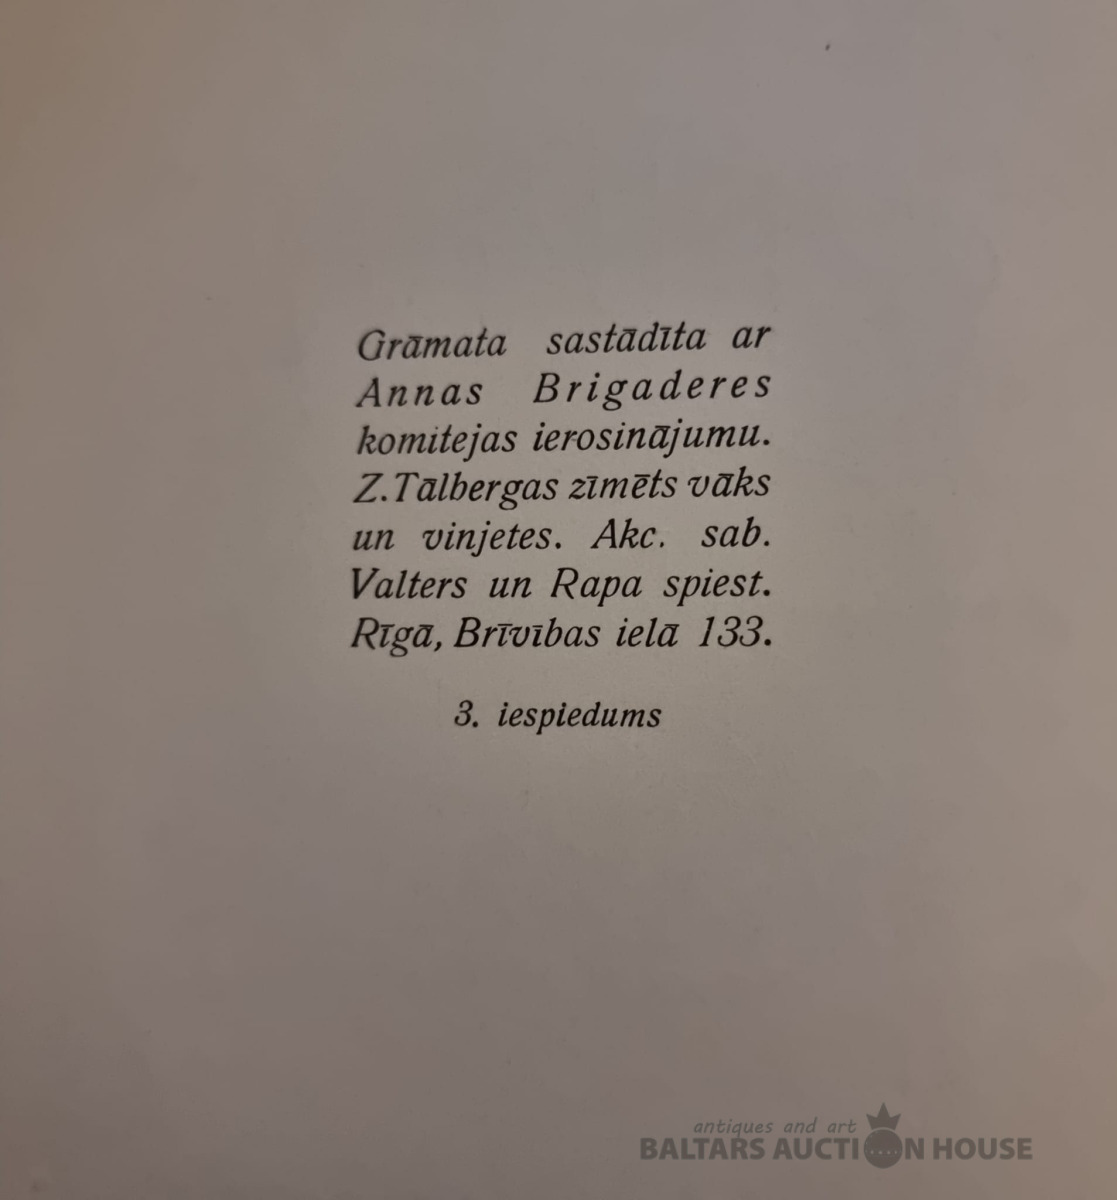 Grāmata sastādīta ar
Annas Brigaderes
komitejas ierosinājumu.
Z. Tālbergas zīmēts vāks
un vinjetes. Akc. sab.
Valters un Rapa spiest.
Rīgā, Brīvības ielā 133.
3. iespiedums
antiques and art
BALTARS AUCTION HOUSE